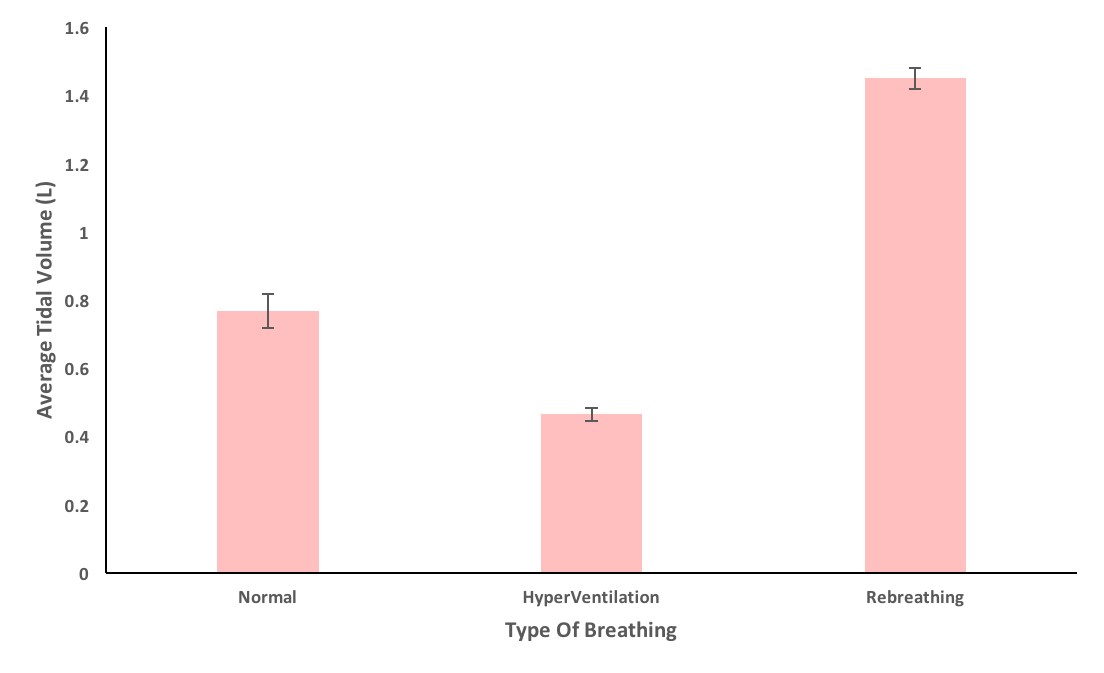 1.6
1.4
1.2
1
0.8
0.6
0.4
0.2
0
Average Tidal Volume (L)
Normal
HyperVentilation
Rebreathing
Type Of Breathing